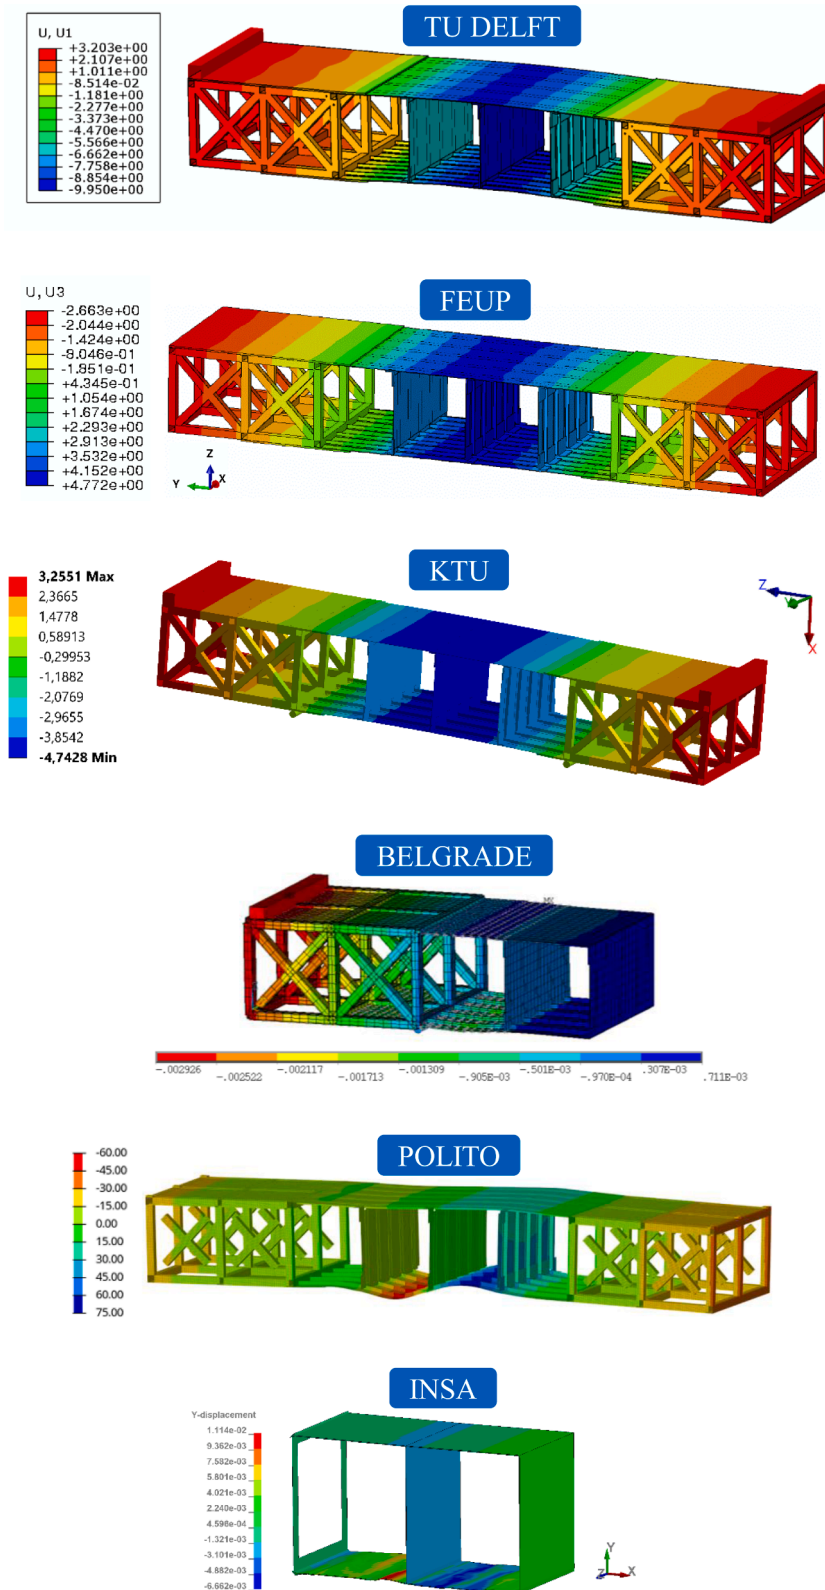 TU DELFT
U, U1
+3.203e+00
+2.107e+00
+1.011e+00
-8.514e-02
-1.181e+00
-2.277e+00
-3.373e+00
-4.470e+00
-5.566e+00
-6.662e+00
-7.758e+00
-8.854e+00
-9.950e+00
FEUP
U, U3
-2.663e+00
-2.044e+00
-1.424e+00
-8.046e-01
-1.851e-01
+4.345e-01
+1.054e+00
+1.674e+00
+2.293e+00
+2.913e+00
+3.532e+00
+4.152e+00
+4.772e+00
Z
Y
X
KTU
3,2551 Max
2,3665
1,4778
0,58913
-0,29953
-1,1882
-2,0769
-2,9655
-3,8542
-4,7428 Min
Z
Y
X
BELGRADE
MX
-.002926
-.002522
-.002117
-.001713
-.001309
-.905E-03
-.501E-03
-.970E-04
.307E-03
.711E-03
POLITO
-60.00
-45.00
-30.00
-15.00
0.00
15.00
30.00
45.00
60.00
75.00
INSA
Y-displacement
1.114e-02
9.362e-03
7.582e-03
5.801e-03
4.021e-03
2.240e-03
4.596e-04
-1.321e-03
-3.101e-03
-4.882e-03
-6.662e-03
Y
Z
X